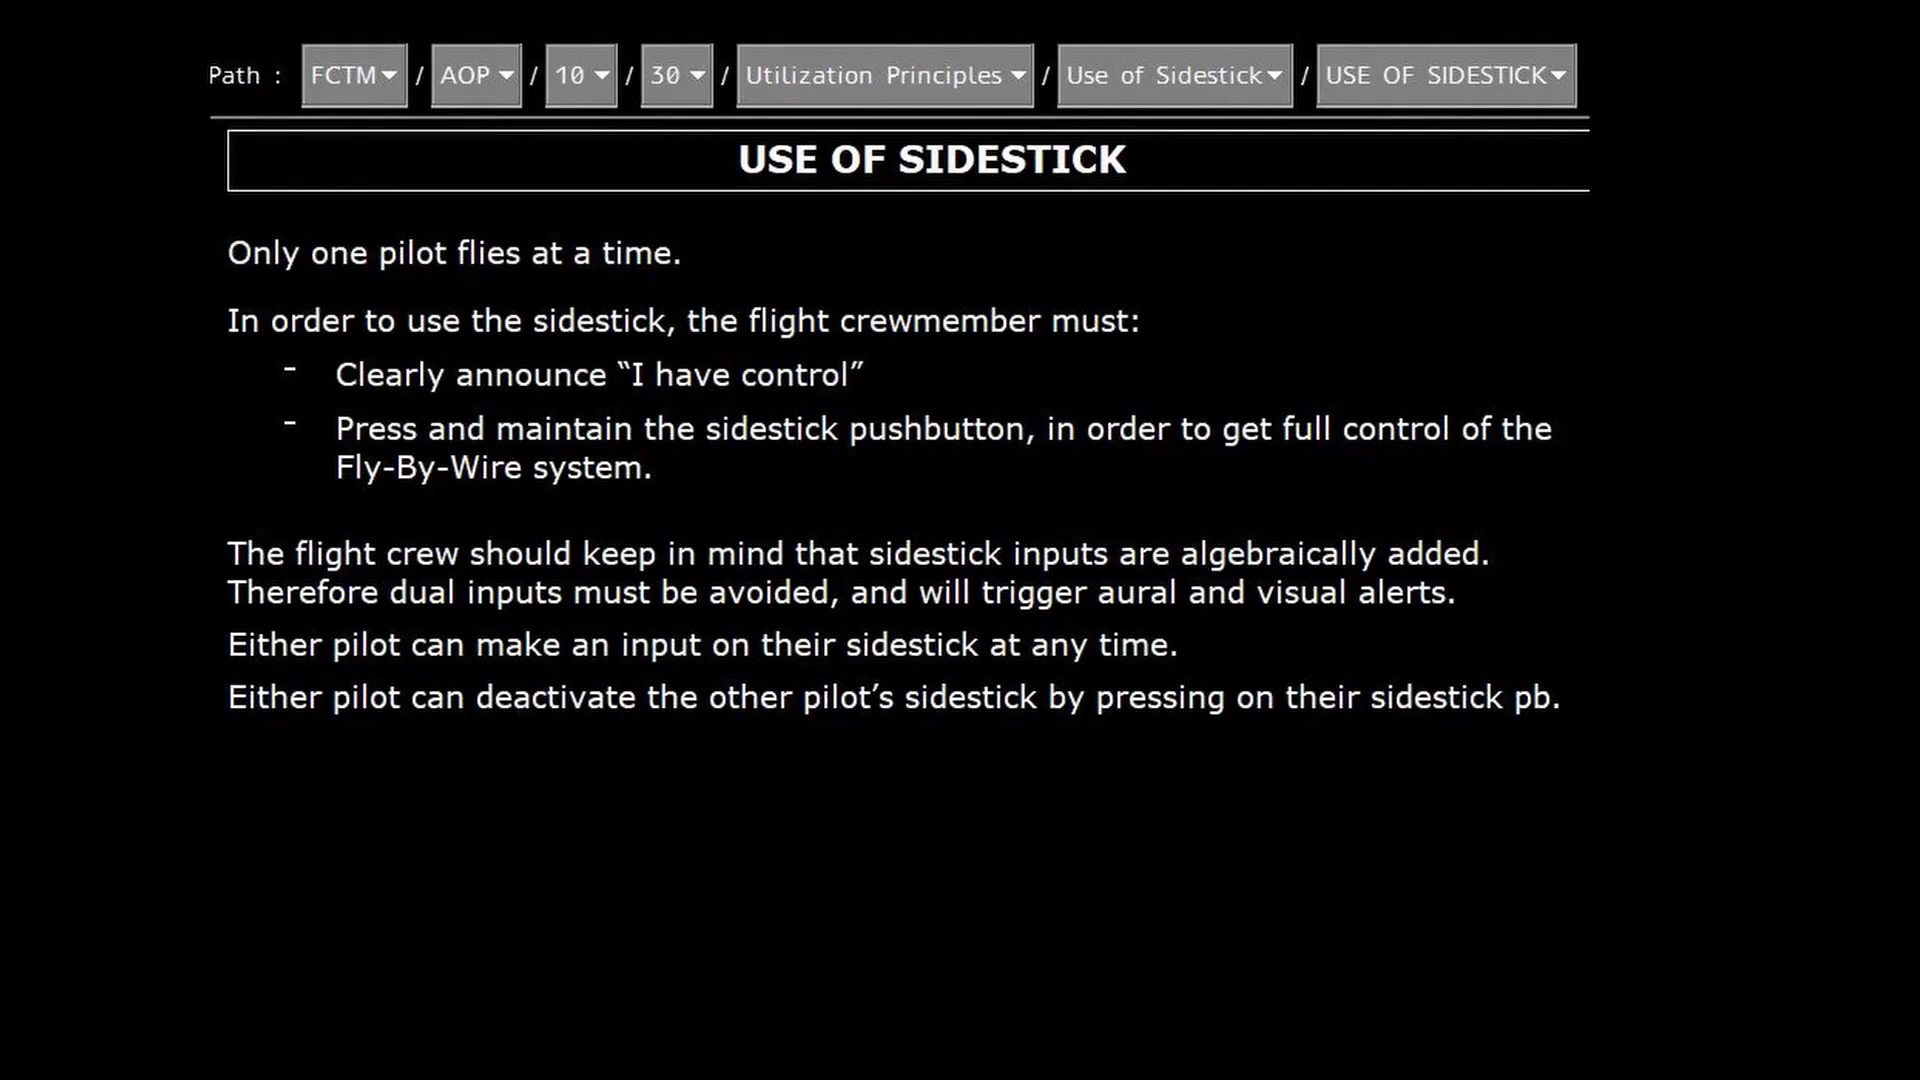 Path : FCTM / AOP / 10 / 30 / Utilization Principles / Use of Sidestick / USE OF SIDESTICK
USE OF SIDESTICK
Only one pilot flies at a time.
In order to use the sidestick, the flight crewmember must:
- Clearly announce “I have control”
- Press and maintain the sidestick pushbutton, in order to get full control of the
Fly-By-Wire system.
The flight crew should keep in mind that sidestick inputs are algebraically added.
Therefore dual inputs must be avoided, and will trigger aural and visual alerts.
Either pilot can make an input on their sidestick at any time.
Either pilot can deactivate the other pilot’s sidestick by pressing on their sidestick pb.